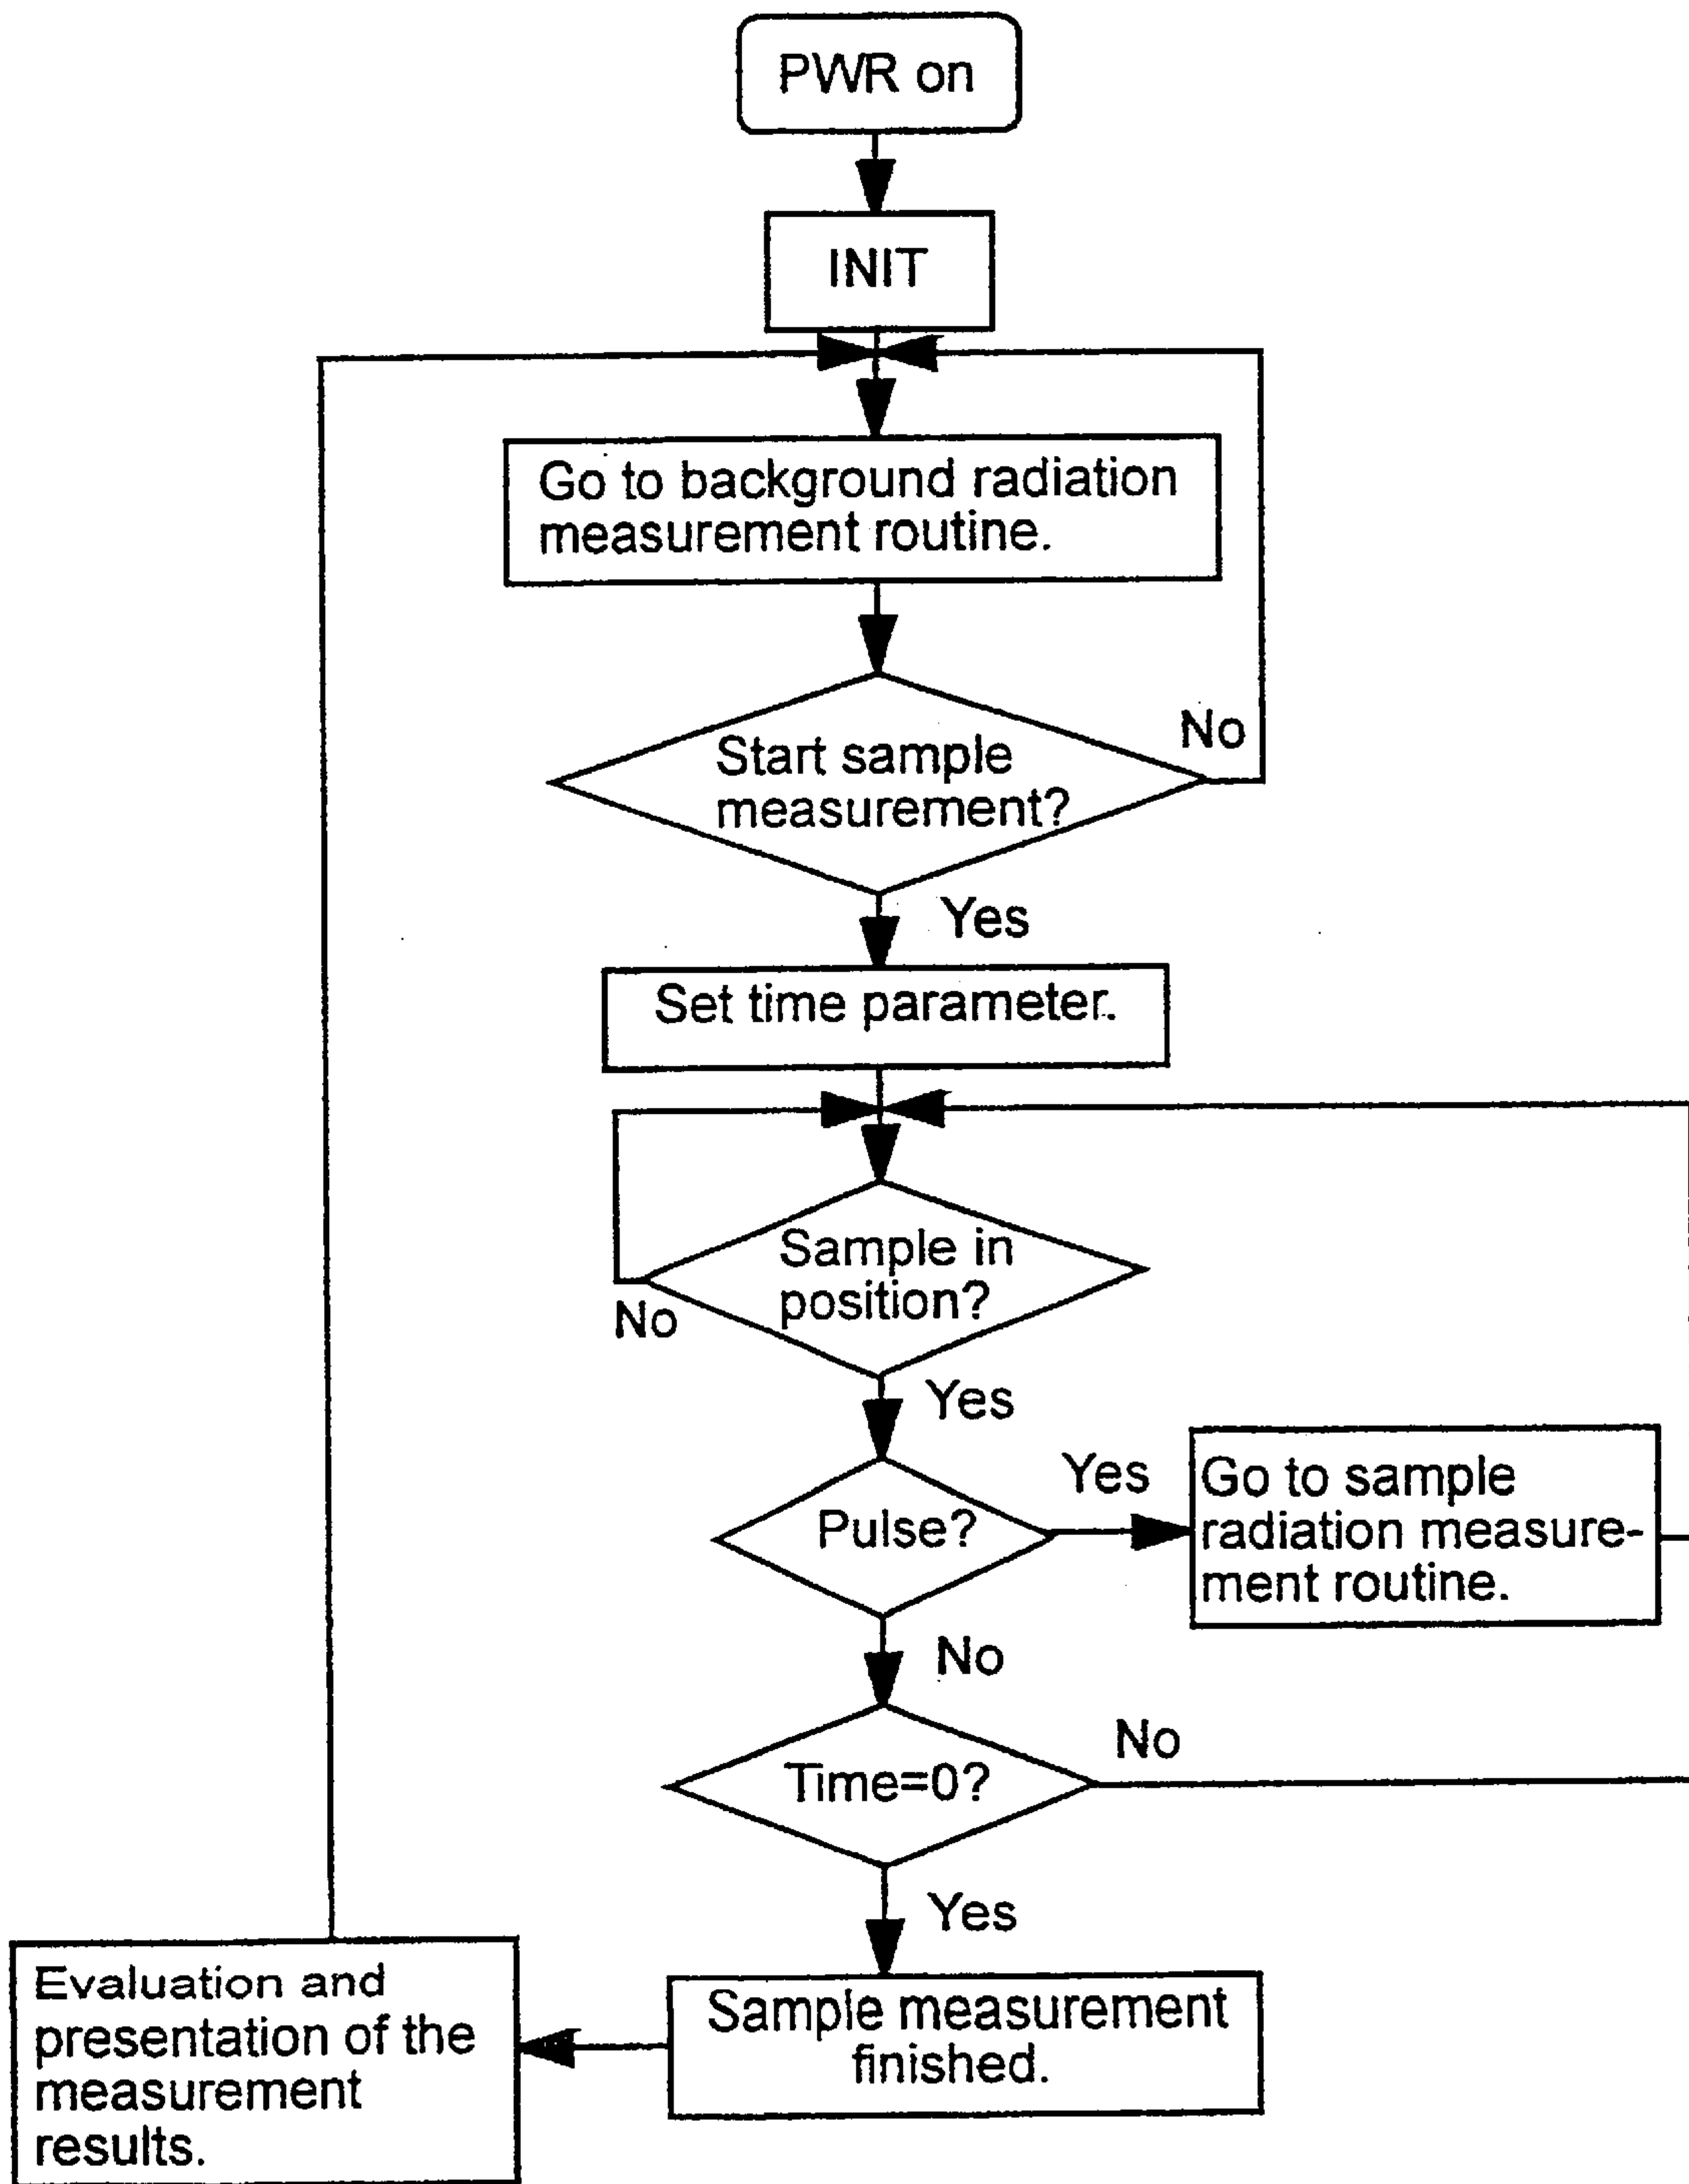 PWR on
INIT
Go to background radiation
measurement routine.
No
Start sample
measurement?
Yes
Set time parameter.
Sample in
position?
No
Yes
Pulse?
Yes
Go to sample
radiation measure-
ment routine.
No
Time=0?
No
Yes
Sample measurement
finished.
Evaluation and
presentation of the
measurement
results.